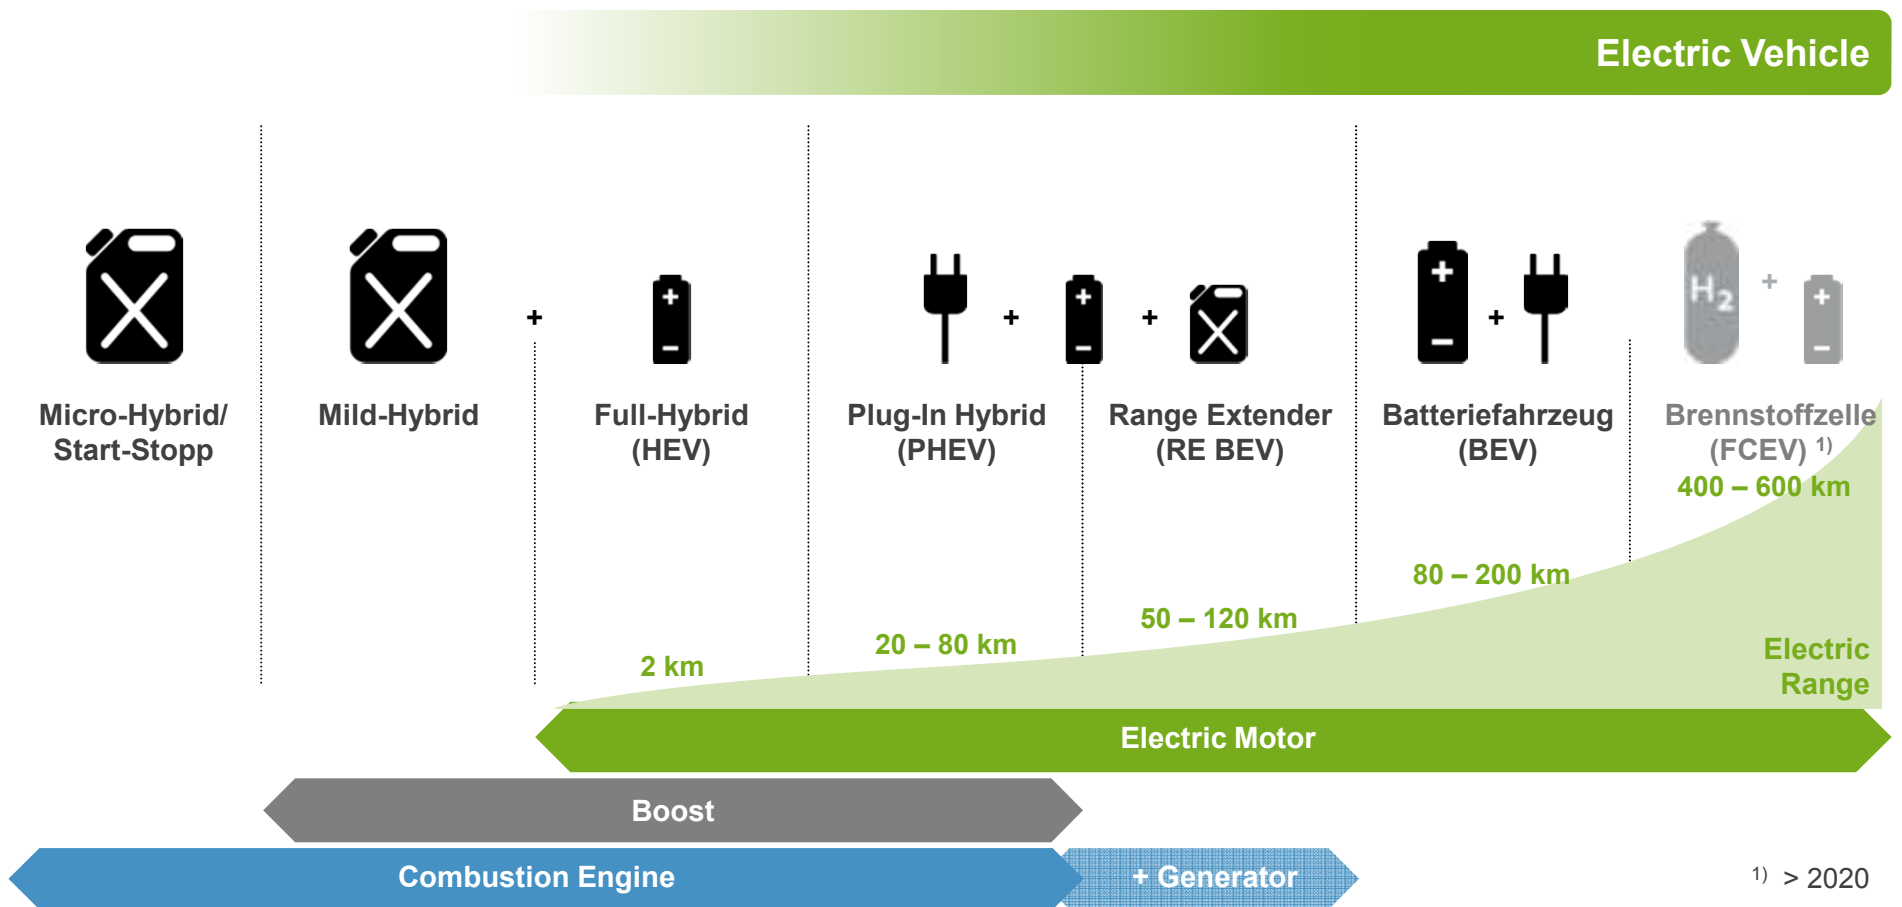 Electric Vehicle
+
+
+
+
H2
+
Micro-Hybrid/
Start-Stopp
Mild-Hybrid
Full-Hybrid
(HEV)
Plug-In Hybrid
(PHEV)
Range Extender
(RE BEV)
Batteriefahrzeug
(BEV)
Brennstoffzelle
(FCEV) 1)
400 – 600 km
80 – 200 km
50 – 120 km
20 – 80 km
2 km
Electric
Range
Electric Motor
Boost
Combustion Engine
+ Generator
1) > 2020